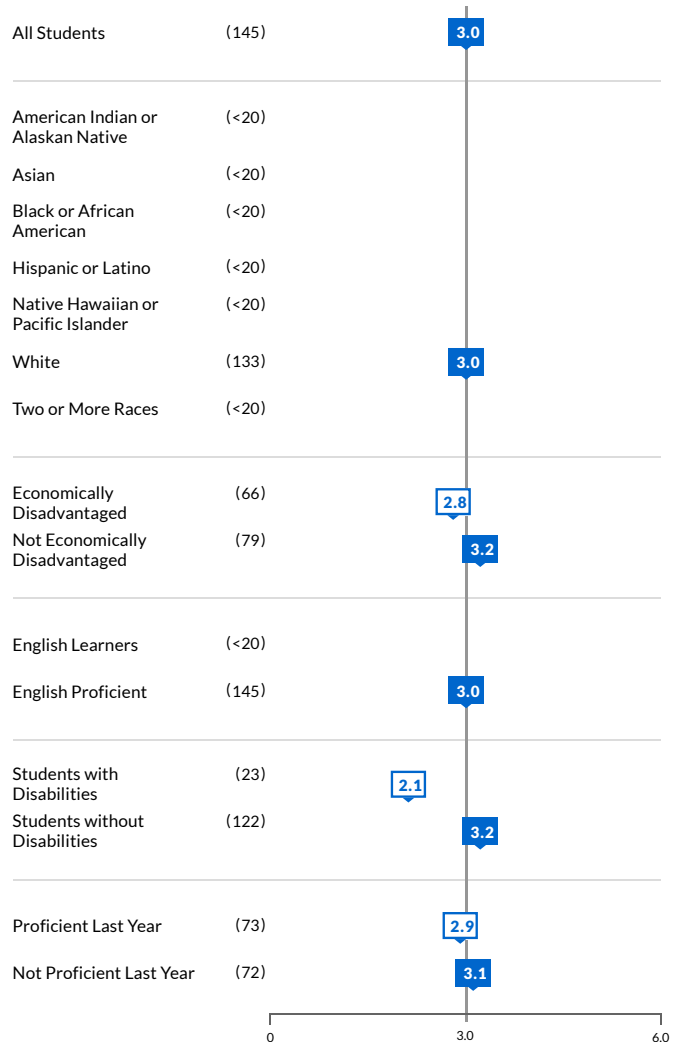 All Students (145) 3.0
American Indian or (<20)
Alaskan Native
Asian (<20)
Black or African (<20)
American
Hispanic or Latino (<20)
Native Hawaiian or (<20)
Pacific Islander
White (133) 3.0
Two or More Races (<20)
Economically (66) 2.8
Disadvantaged
Not Economically (79) 3.2
Disadvantaged
English Learners (<20)
English Proficient (145) 3.0
Students with (23) 2.1
Disabilities
Students without (122) 3.2
Disabilities
Proficient Last Year (73) 2.9
Not Proficient Last Year (72) 3.1
0 3.0 6.0